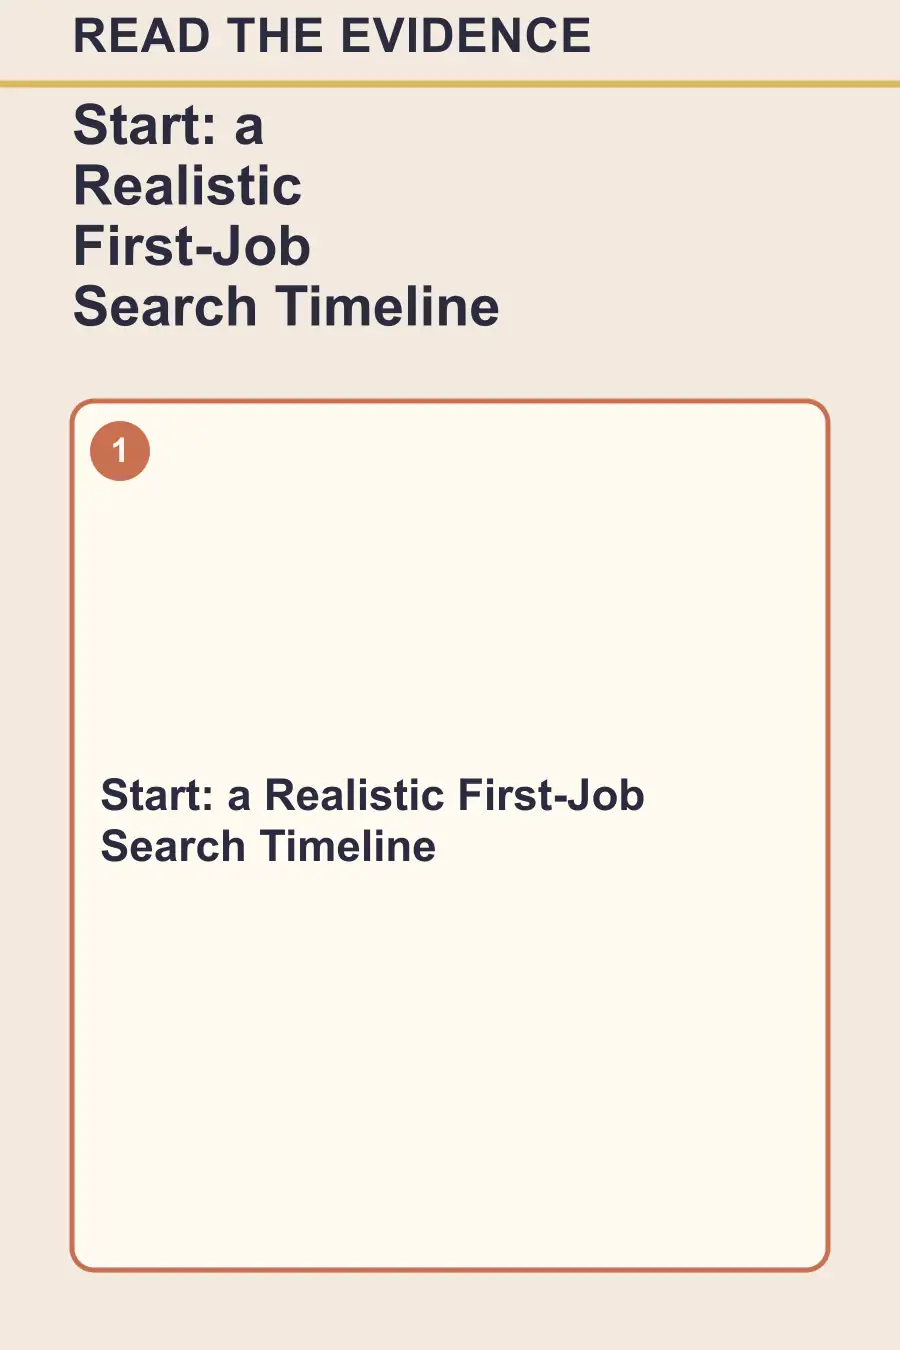 READ THE EVIDENCE
Start: a
Realistic
First-Job
Search Timeline
1
Start: a Realistic First-Job
Search Timeline